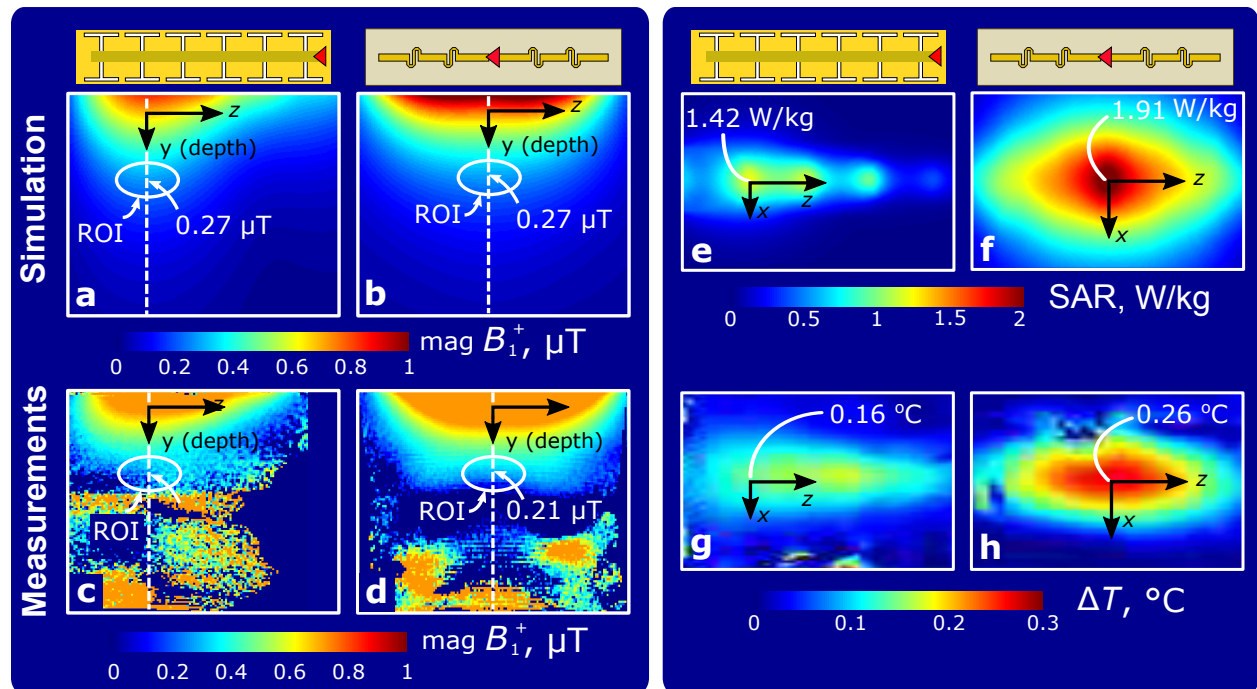 Simulation
z
y (depth)
ROI
0.27 µT
a
z
y (depth)
ROI
0.27 µT
b
0 0.2 0.4 0.6 0.8 1
mag B₁⁺, µT
Measurements
z
y (depth)
ROI
c
y (depth)
ROI
0.21 µT
d
0 0.2 0.4 0.6 0.8 1
mag B₁⁺, µT
1.42 W/kg
z
x
e
1.91 W/kg
z
x
f
0 0.5 1 1.5 2
SAR, W/kg
0.16 ºC
z
x
g
0.26 ºC
z
x
h
0 0.1 0.2 0.3
ΔT, °C